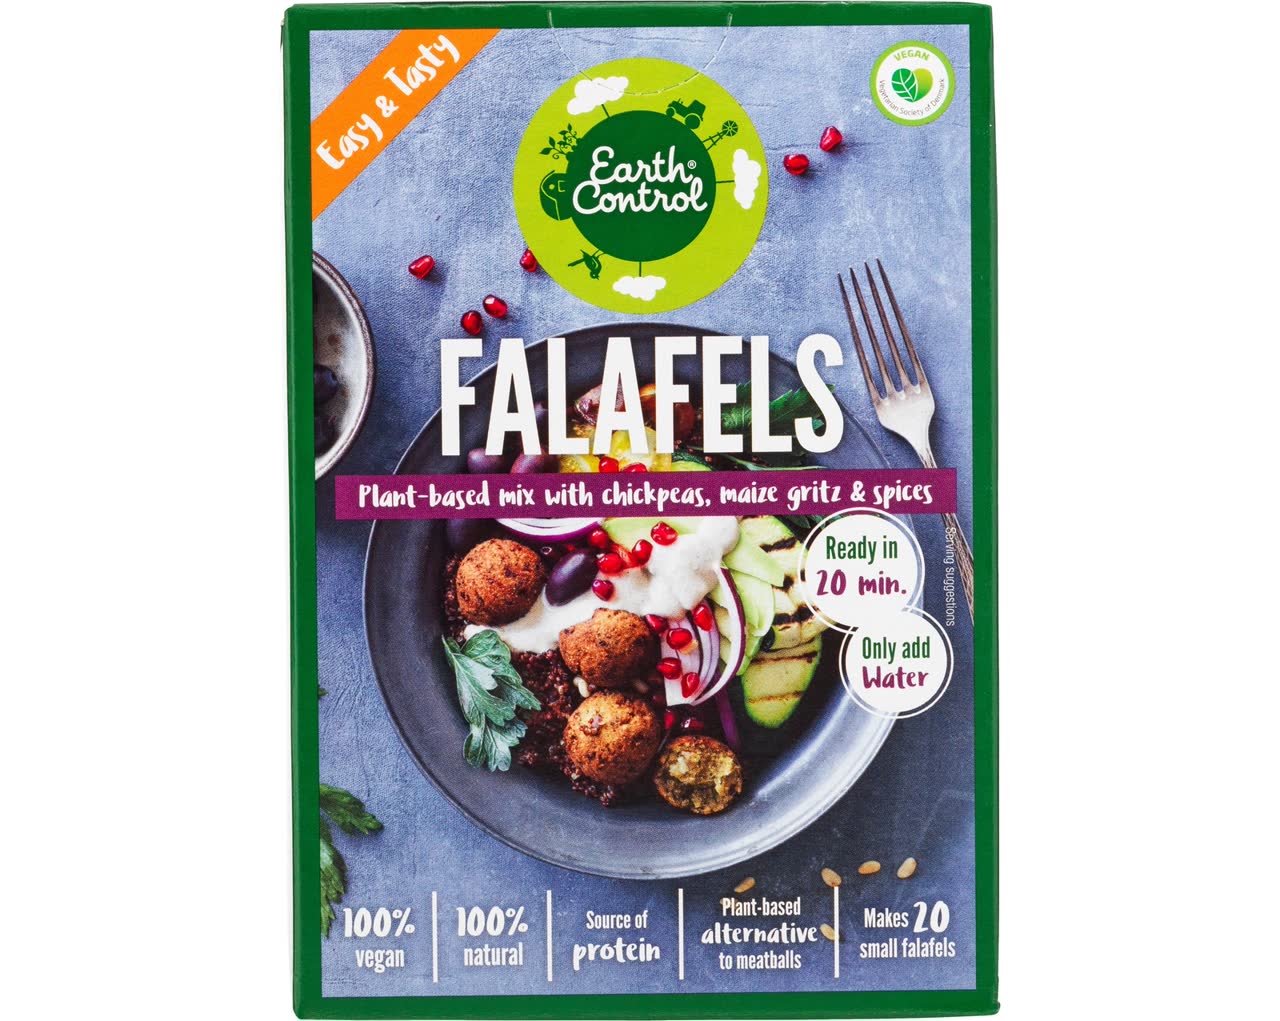 Easy & Tasty
VEGAN
Vegetarian Society of Denmark
Earth®
Control
FALAFELS
Plant-based mix with chickpeas, maize gritz & spices
Ready in
20 min.
Only add
Water
Serving suggestions
100%
vegan
100%
natural
Source of
protein
Plant-based
alternative
to meatballs
Makes 20
small falafels